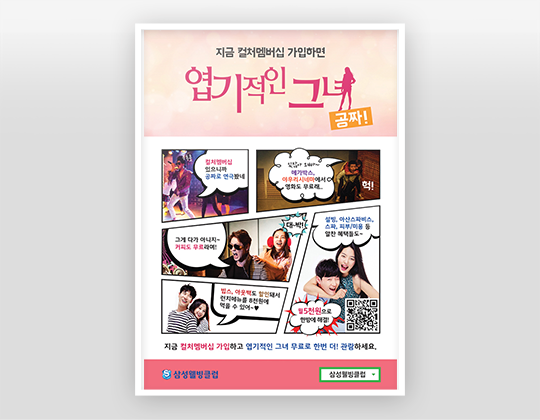 지금 컬처멤버십 가입하면
엽기적인 그녀
공짜!
컬처멤버십
있으니까
공짜로 연극봤네
메가박스,
아우리시네마에서
영화도 무료래...
헉!
그게 다가 아니지~
커피도 무료라며!
대-박!
설빙, 아산스파비스,
스파, 피부/미용 등
알찬 혜택들도~
빕스, 아웃백도 할인돼서
런치메뉴를 8천원에
먹을 수 있어~♥
월5천원으로
한방에 해결!
지금 컬처멤버십 가입하고 엽기적인 그녀 무료로 한번 더! 관람하세요.
S 삼성웰빙클럽
삼성웰빙클럽